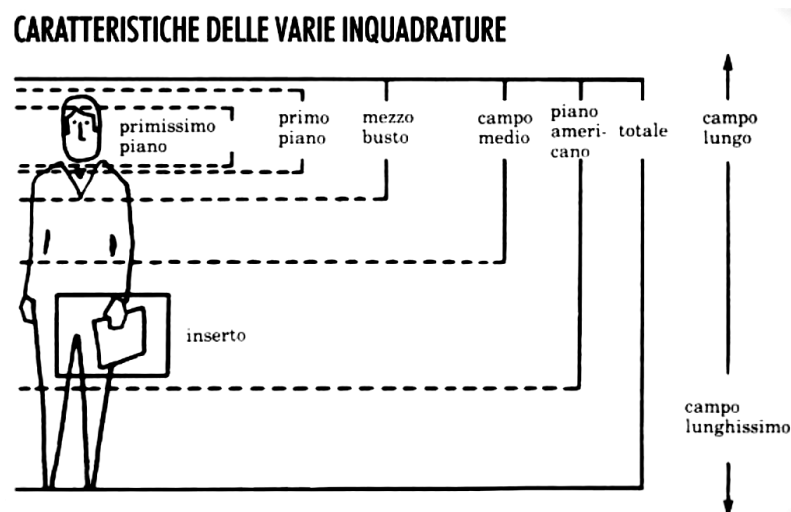 CARATTERISTICHE DELLE VARIE INQUADRATURE
primissimo
piano
primo
piano
mezzo
busto
campo
medio
piano
ameri-
cano
totale
campo
lungo
inserto
campo
lunghissimo